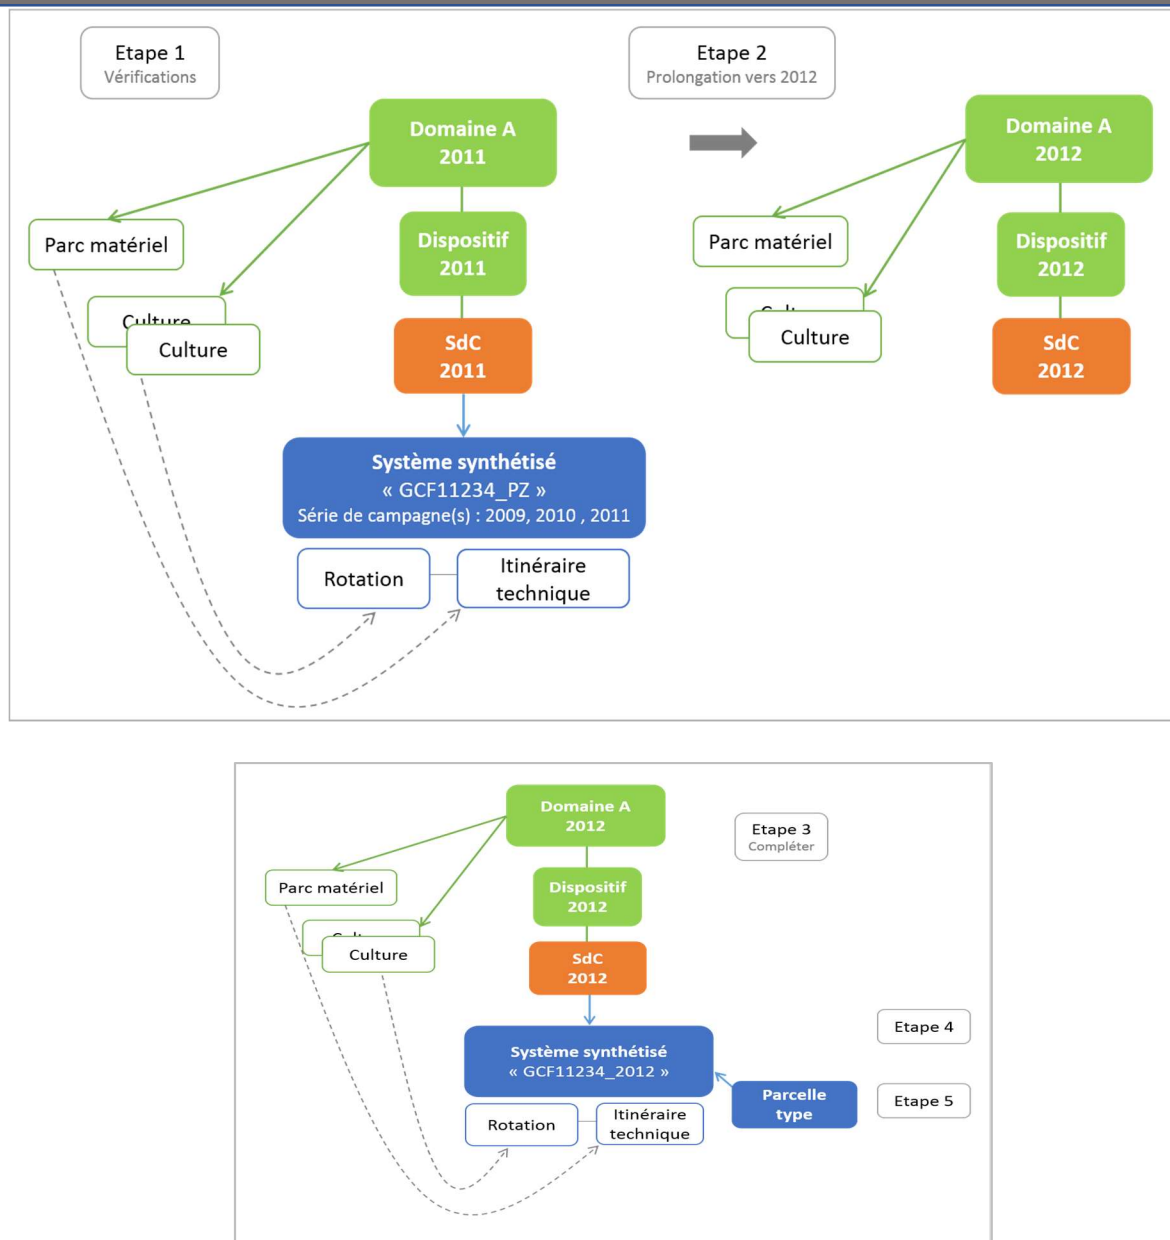 Etape 1
Vérifications
Etape 2
Prolongation vers 2012
Domaine A
2011
Domaine A
2012
Parc matériel
Dispositif
2011
Parc matériel
Dispositif
2012
Culture
Culture
SdC
2011
Culture
Culture
SdC
2012
Système synthétisé
« GCF11234_PZ »
Série de campagne(s) : 2009, 2010 , 2011
Rotation
Itinéraire
technique
Domaine A
2012
Etape 3
Compléter
Parc matériel
Dispositif
2012
Culture
Culture
SdC
2012
Etape 4
Système synthétisé
« GCF11234_2012 »
Parcelle
type
Etape 5
Rotation
Itinéraire
technique